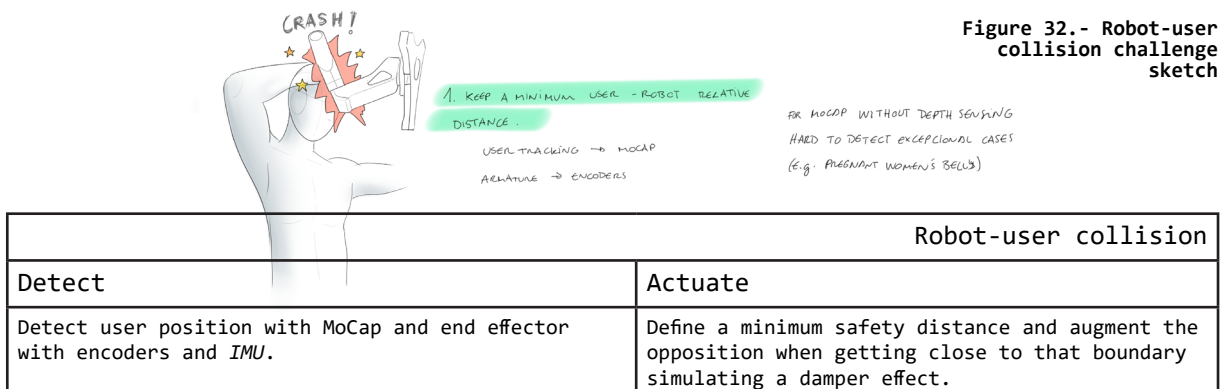 CRASH!
Figure 32.- Robot-user
collision challenge
sketch
1. KEEP A MINIMUM USER - ROBOT RELATIVE
DISTANCE.
USER TRACKING → MOCAP
ARMATURE → ENCODERS
FOR MOCAP WITHOUT DEPTH SENSING
HARD TO DETECT EXCEPCIONAL CASES
(E.g. PREGNANT WOMEN'S BELLYS)
Robot-user collision
Detect
Actuate
Detect user position with MoCap and end effector
with encoders and IMU.
Define a minimum safety distance and augment the
opposition when getting close to that boundary
simulating a damper effect.